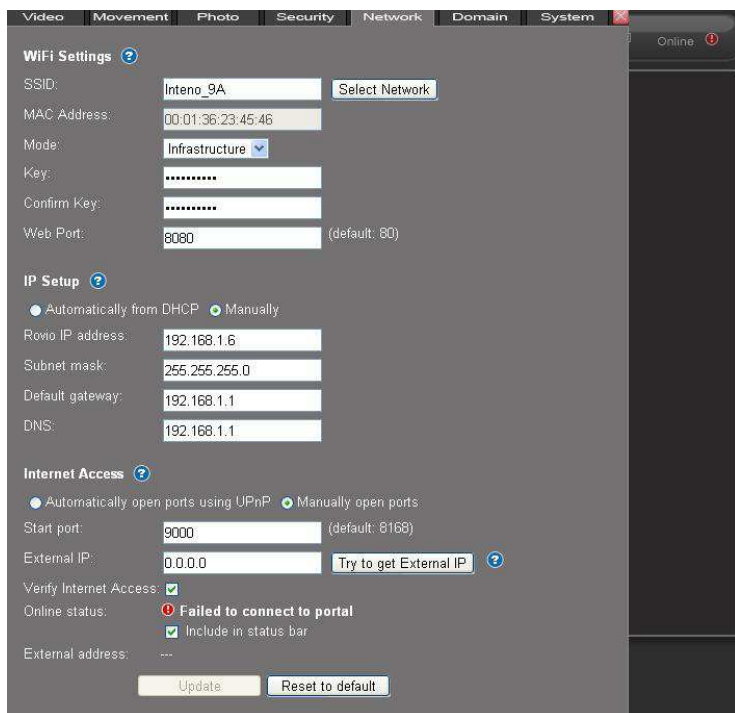 Video Movement Photo Security Network Domain System
Online
WiFi Settings ?
SSID: Inteno_9A Select Network
MAC Address: 00:01:36:23:45:46
Mode: Infrastructure
Key: ••••••••••
Confirm Key: ••••••••••
Web Port: 8080 (default: 80)
IP Setup ?
Automatically from DHCP Manually
Rovio IP address: 192.168.1.6
Subnet mask: 255.255.255.0
Default gateway: 192.168.1.1
DNS: 192.168.1.1
Internet Access ?
Automatically open ports using UPnP Manually open ports
Start port: 9000 (default: 8168)
External IP: 0.0.0.0 Try to get External IP ?
Verify Internet Access:
Online status: Failed to connect to portal
Include in status bar
External address: ---
Update Reset to default